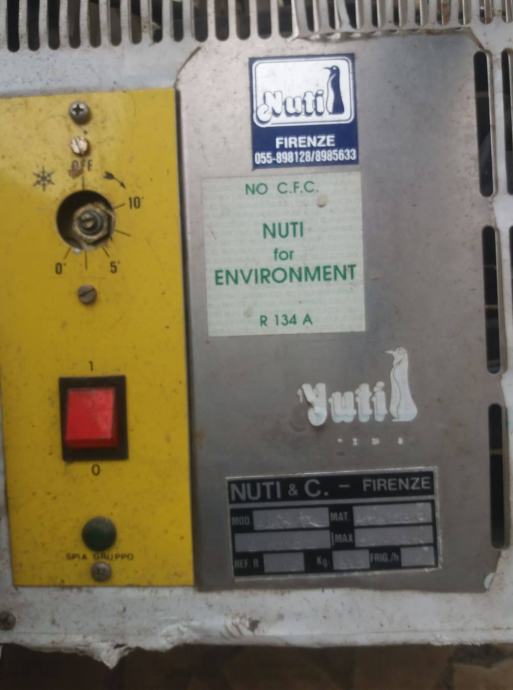 Nuti
FIRENZE
055-898128/8985633
NO C.F.C.
NUTI
for
ENVIRONMENT
R 134 A
OFF
10°
5°
0°
1
0
SPIA GRUPPO
Nuti
NUTI & C. - FIRENZE
MOD. MAT.
IMAX
REF. R Kg. FRIG./h